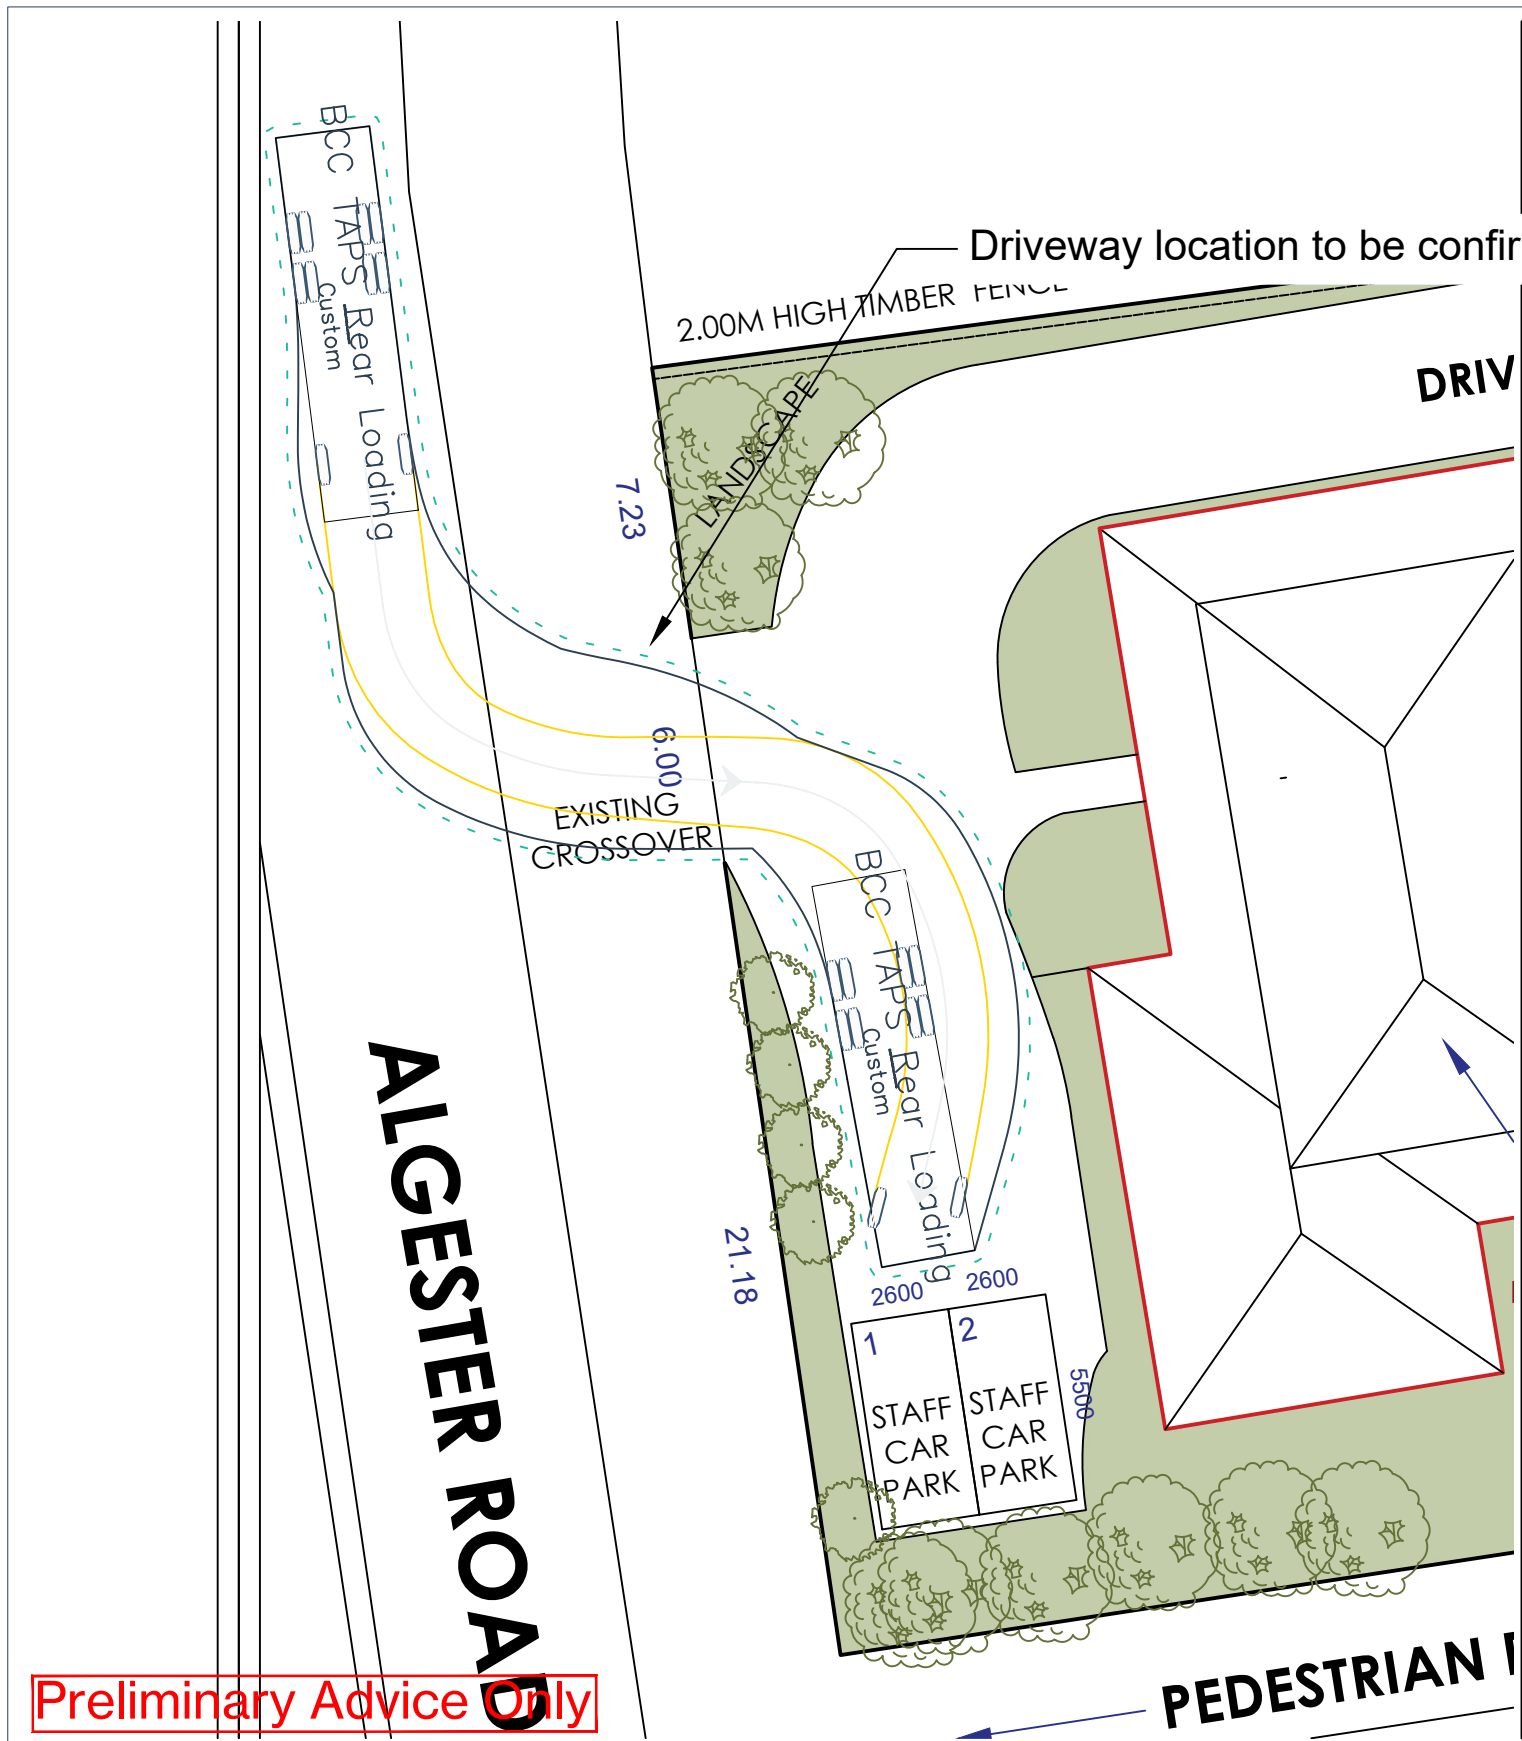 BCC TAPS Rear Loading
Custom
Driveway location to be confir
2.00M HIGH TIMBER FENCE
DRIV
LANDSCAPE
7.23
6.00
EXISTING
CROSSOVER
BCC TAPS Rear Loading
Custom
ALGESTER ROAD
21.18
2600
2600
1
2
5500
STAFF
CAR
PARK
STAFF
CAR
PARK
PEDESTRIAN
Preliminary Advice Only